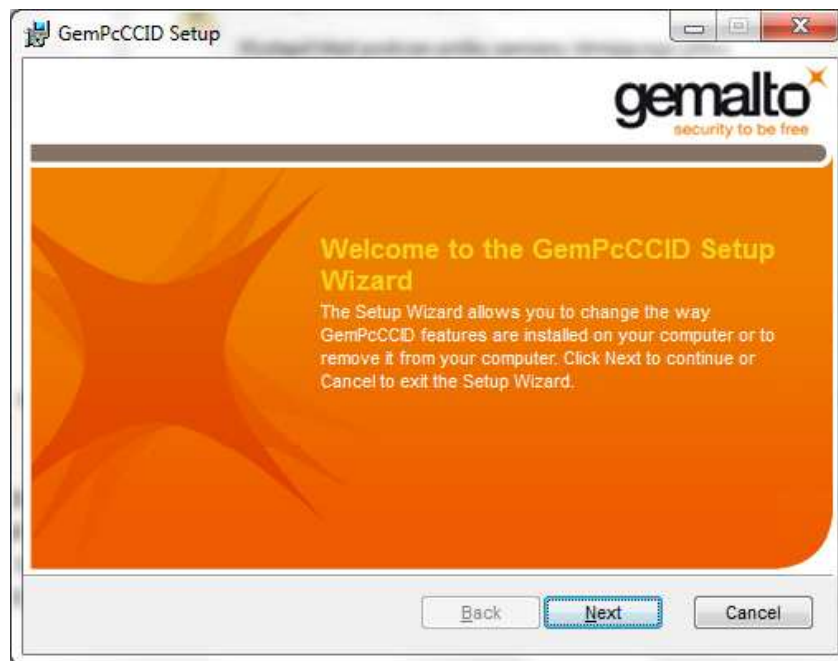 GemPcCCID Setup
gemalto
security to be free
Welcome to the GemPcCCID Setup
Wizard
The Setup Wizard allows you to change the way
GemPcCCID features are installed on your computer or to
remove it from your computer. Click Next to continue or
Cancel to exit the Setup Wizard.
Back Next Cancel